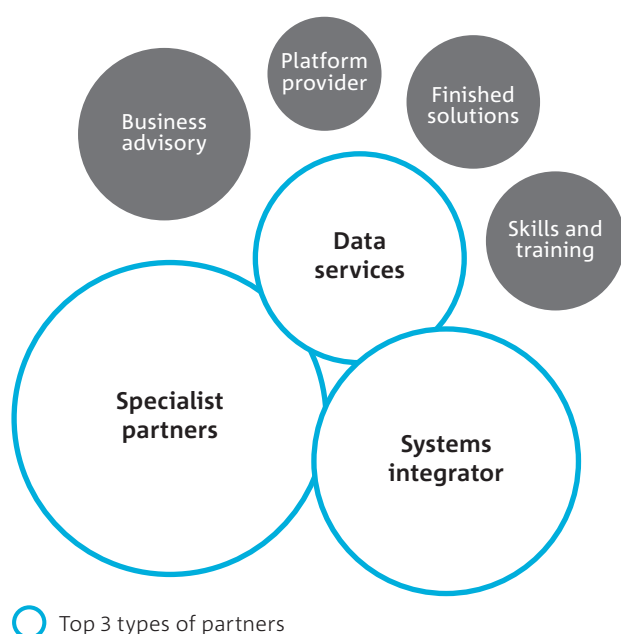 Platform
provider
Finished
solutions
Business
advisory
Skills and
training
Data
services
Specialist
partners
Systems
integrator
Top 3 types of partners